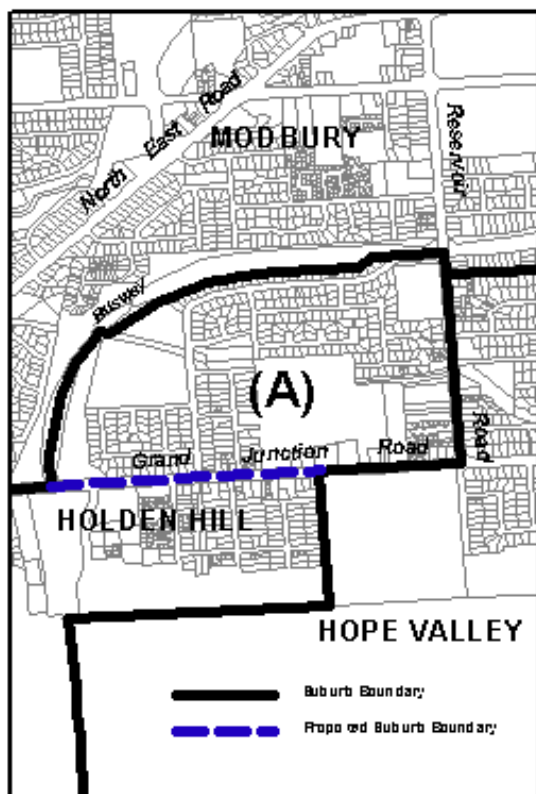 North East Road
MODBURY
Reservoir
Busway
(A)
Grand Junction Road
Road
HOLDEN HILL
HOPE VALLEY
Suburb Boundary
Proposed Suburb Boundary